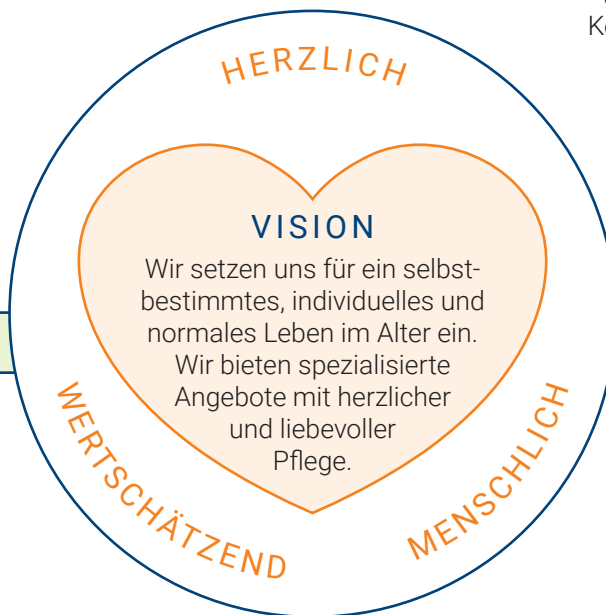 HERZLICH
VISION
Wir setzen uns für ein selbst-
bestimmtes, individuelles und
normales Leben im Alter ein.
Wir bieten spezialisierte
Angebote mit herzlicher
und liebevoller
Pflege.
WERTSCHÄTZEND
MENSCHLICH